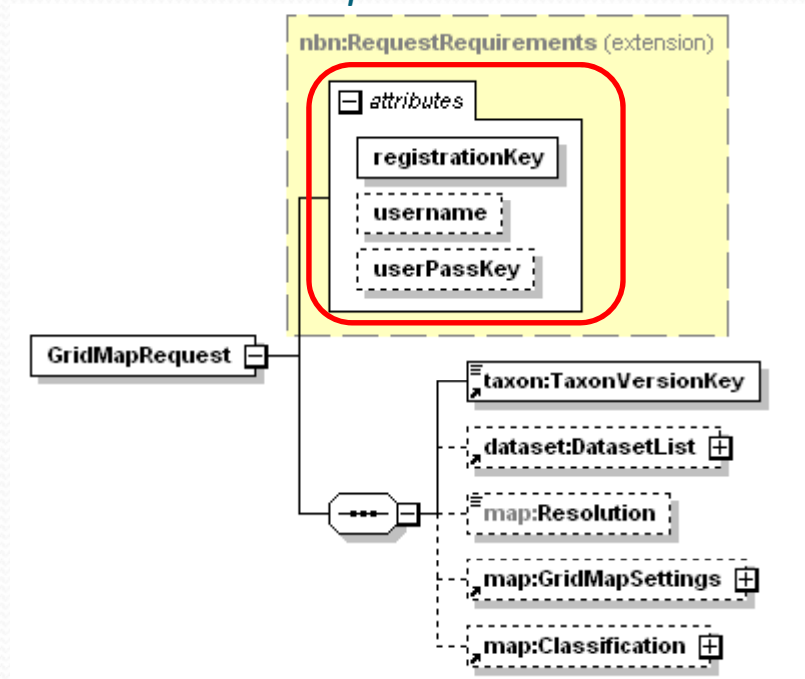 nbn:RequestRequirements (extension)
attributes
registrationKey
username
userPassKey
GridMapRequest
taxon:TaxonVersionKey
dataset:DatasetList
map:Resolution
map:GridMapSettings
map:Classification